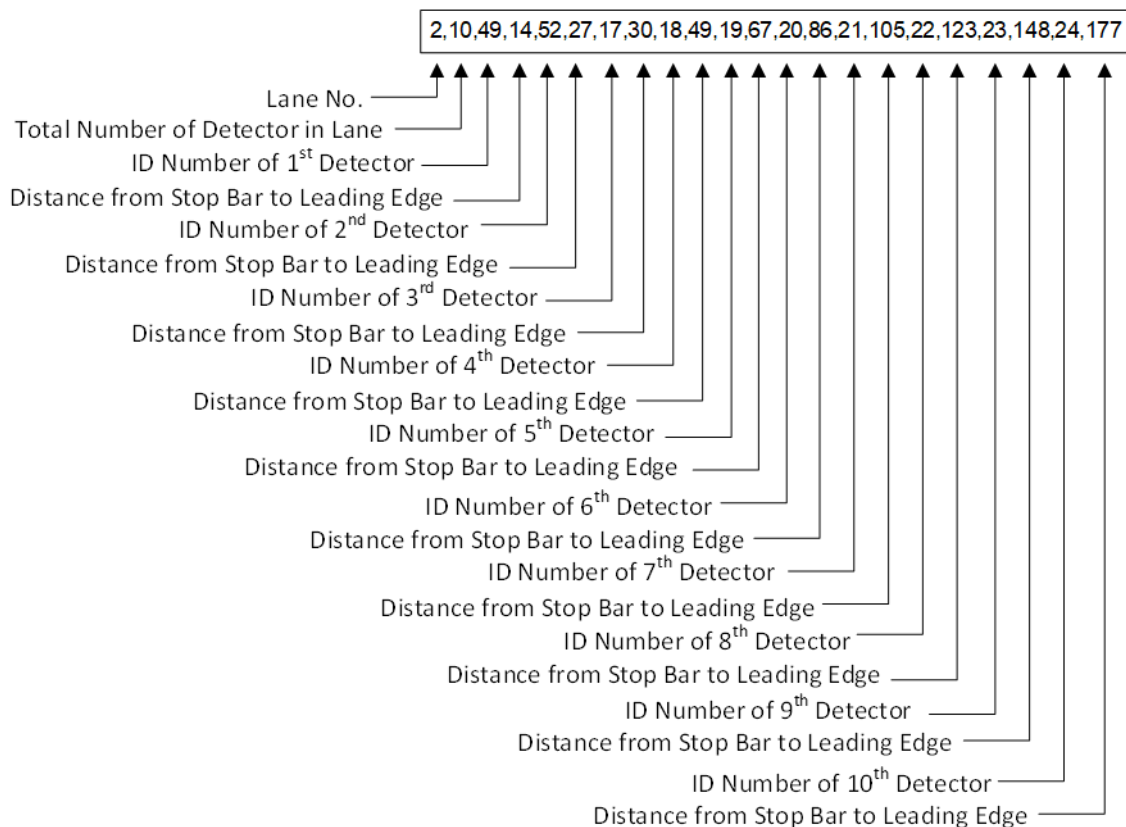 2,10,49,14,52,27,17,30,18,49,19,67,20,86,21,105,22,123,23,148,24,177
Lane No.
Total Number of Detector in Lane
ID Number of 1st Detector
Distance from Stop Bar to Leading Edge
ID Number of 2nd Detector
Distance from Stop Bar to Leading Edge
ID Number of 3rd Detector
Distance from Stop Bar to Leading Edge
ID Number of 4th Detector
Distance from Stop Bar to Leading Edge
ID Number of 5th Detector
Distance from Stop Bar to Leading Edge
ID Number of 6th Detector
Distance from Stop Bar to Leading Edge
ID Number of 7th Detector
Distance from Stop Bar to Leading Edge
ID Number of 8th Detector
Distance from Stop Bar to Leading Edge
ID Number of 9th Detector
Distance from Stop Bar to Leading Edge
ID Number of 10th Detector
Distance from Stop Bar to Leading Edge